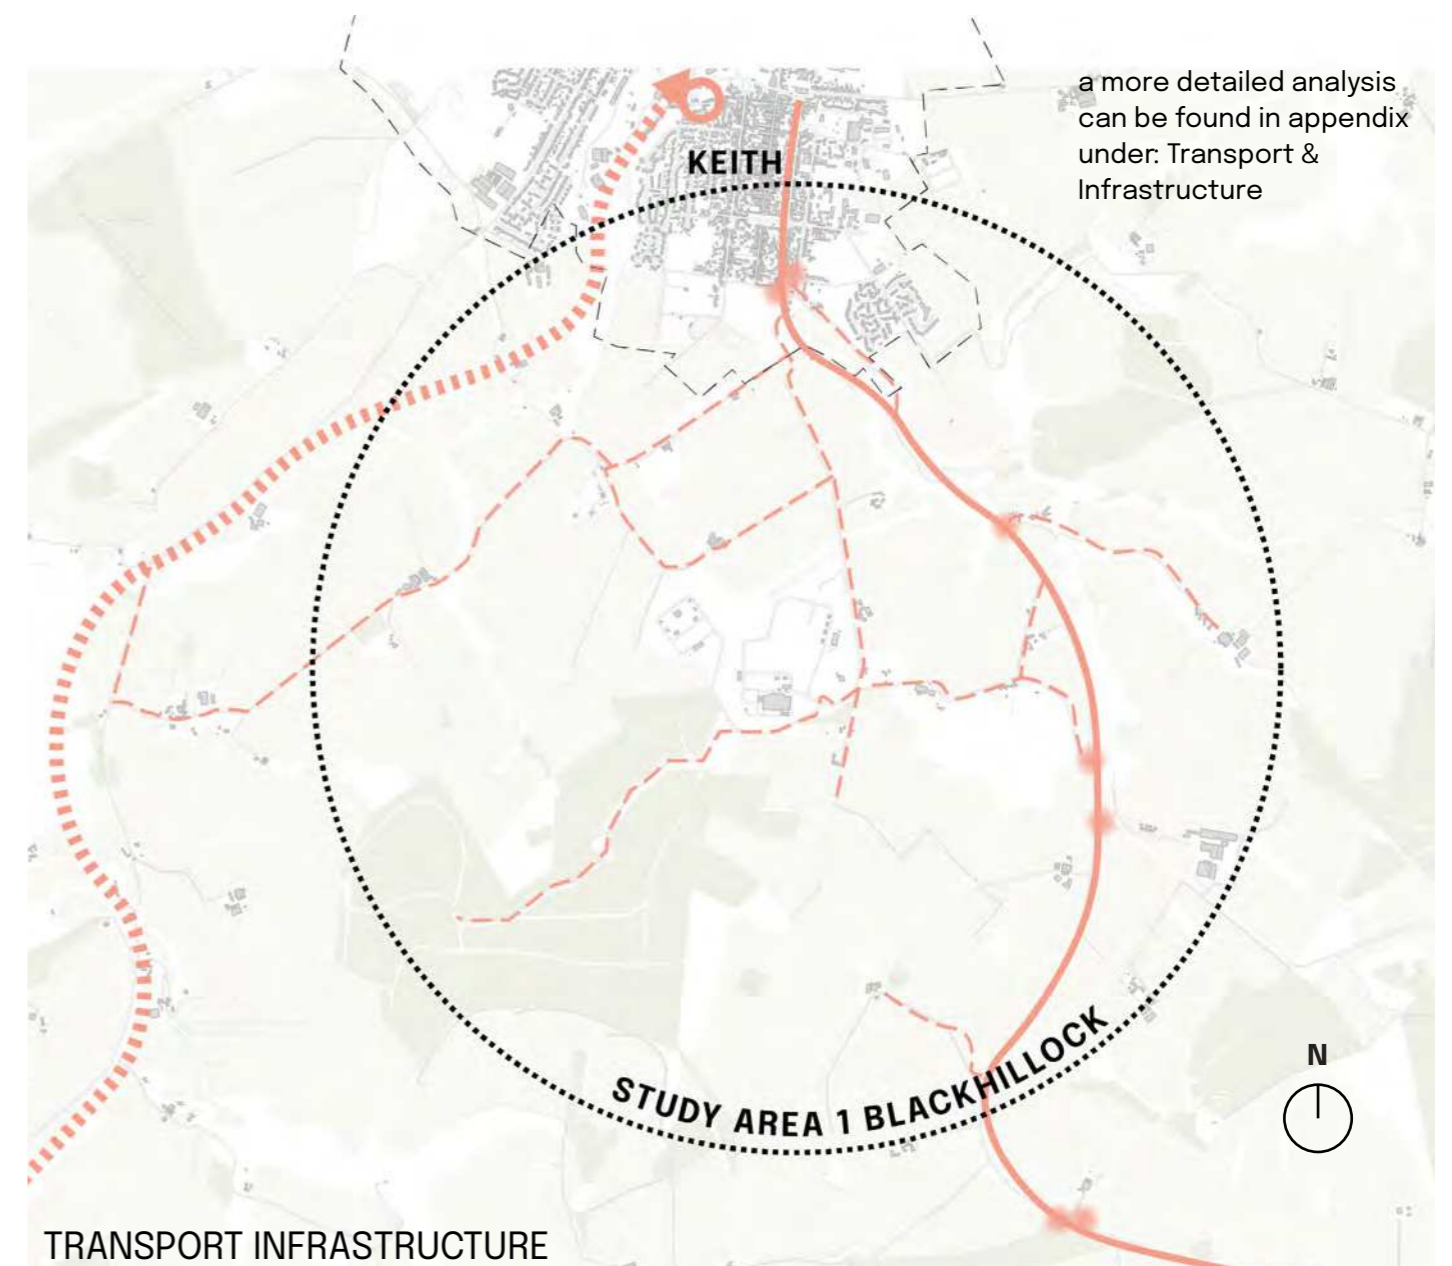 a more detailed analysis
can be found in appendix
under: Transport &
Infrastructure
KEITH
STUDY AREA 1 BLACKHILLOCK
N
TRANSPORT INFRASTRUCTURE